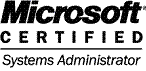 Microsoft®
CERTIFIED
Systems Administrator